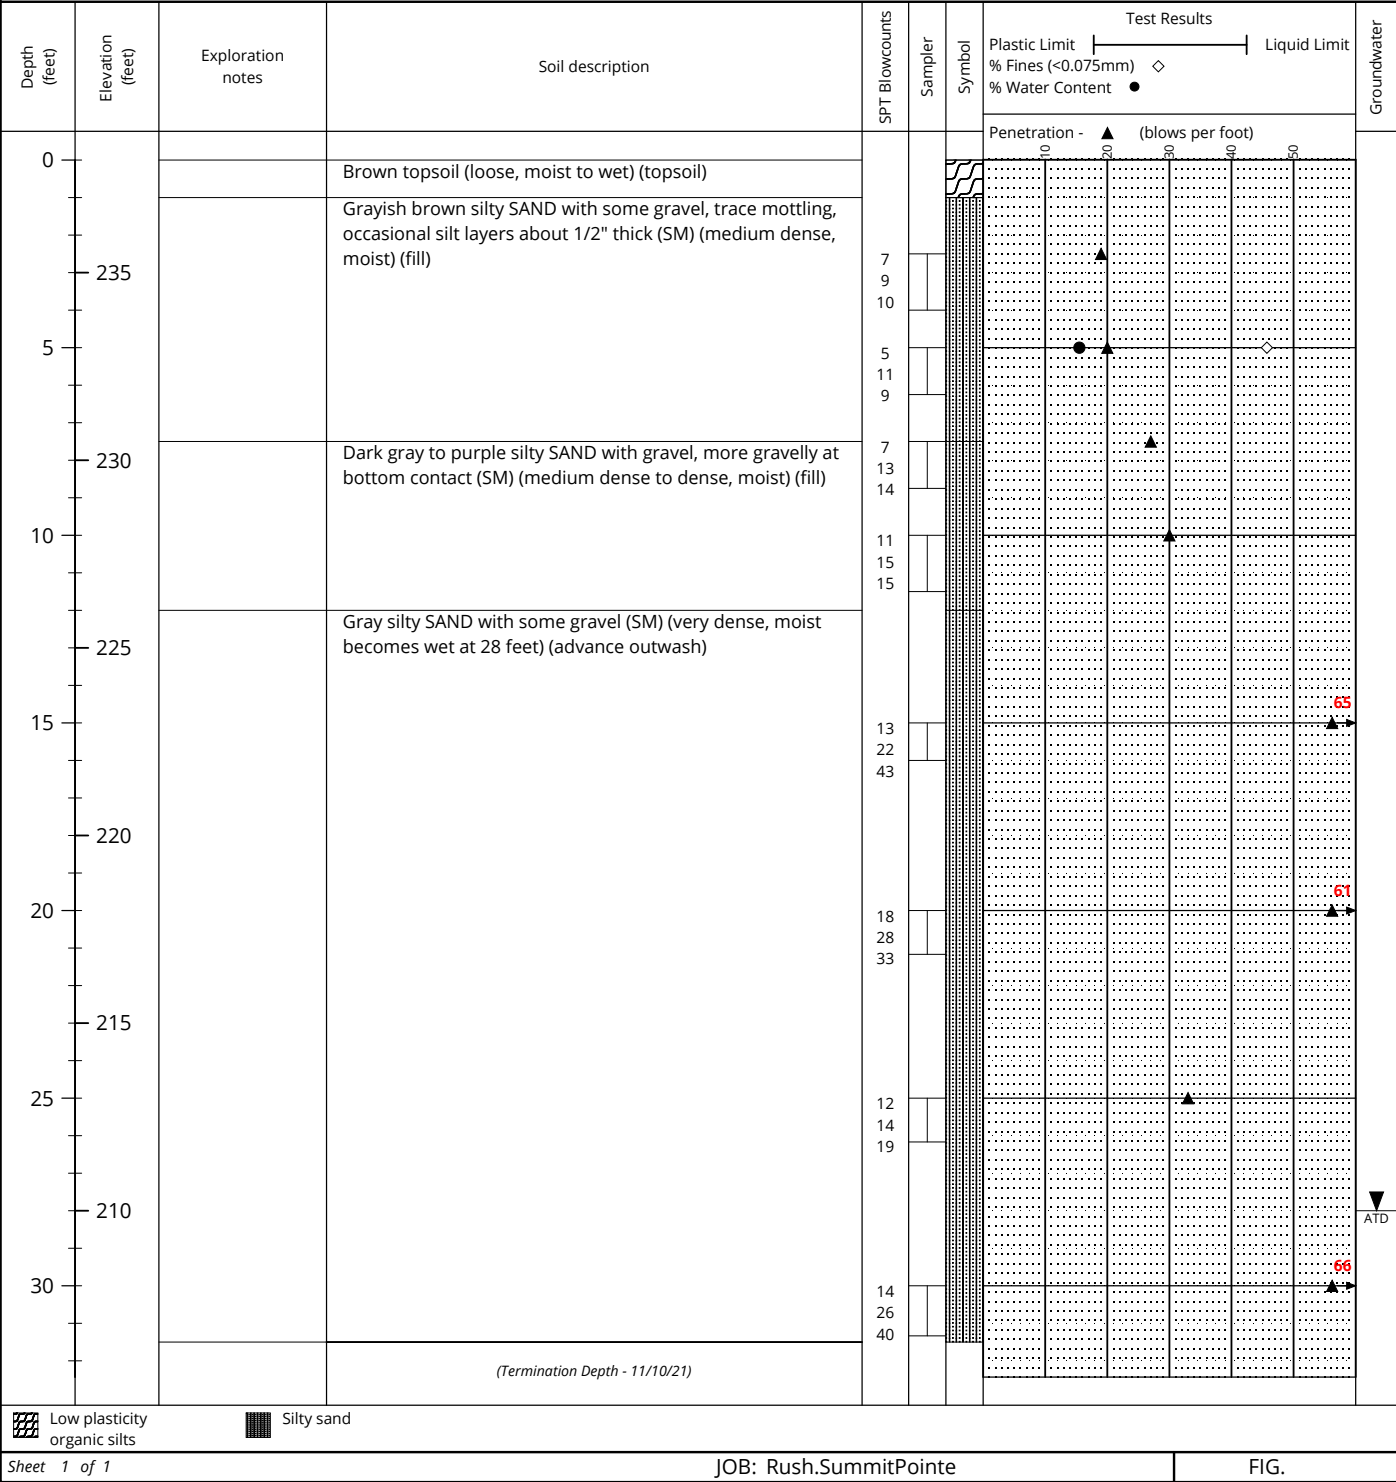 Depth
(feet)
Elevation
(feet)
Exploration
notes
Soil description
SPT Blowcounts
Sampler
Symbol
Test Results
Plastic Limit
Liquid Limit
% Fines (<0.075mm)
% Water Content
Penetration -
(blows per foot)
Groundwater
10
20
30
40
50
0
Brown topsoil (loose, moist to wet) (topsoil)
Grayish brown silty SAND with some gravel, trace mottling,
occasional silt layers about 1/2" thick (SM) (medium dense,
moist) (fill)
7
9
10
235
5
5
11
9
Dark gray to purple silty SAND with gravel, more gravelly at
bottom contact (SM) (medium dense to dense, moist) (fill)
7
13
14
230
10
11
15
15
Gray silty SAND with some gravel (SM) (very dense, moist
becomes wet at 28 feet) (advance outwash)
225
65
15
13
22
43
220
61
20
18
28
33
215
25
12
14
19
210
ATD
66
30
14
26
40
(Termination Depth - 11/10/21)
Low plasticity
organic silts
Silty sand
Sheet 1 of 1
JOB: Rush.SummitPointe
FIG.